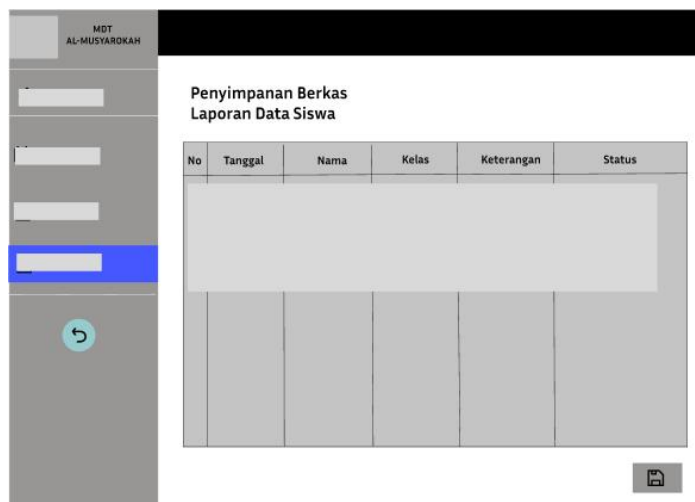 MDT
AL-MUSYAROKAH
Penyimpanan Berkas
Laporan Data Siswa
No Tanggal Nama Kelas Keterangan Status